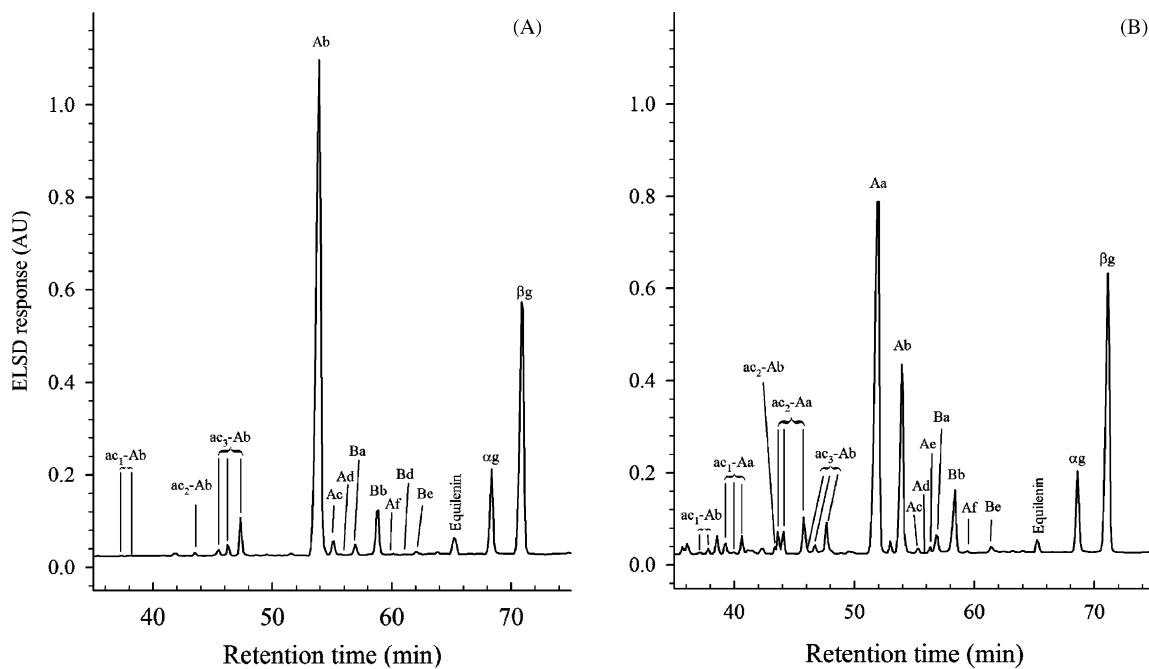 (A)
Ab
1.0
0.8
ELSD response (AU)
0.6
βg
0.4
ac₃-Ab
Ba
0.2
ac₁-Ab
ac₂-Ab
Ad
Bd
αg
Ac
Bb
Af
Be
Equilenin
0.0
40
50
60
70
Retention time (min)
(B)
1.0
0.8
Aa
0.6
βg
0.4
Ab
ac₂-Ab
ac₂-Aa
Ba
Ae
0.2
ac₁-Aa
ac₃-Ab
Ad
Bb
αg
ac₁-Ab
Ac
Af
Be
Equilenin
0.0
40
50
60
70
Retention time (min)